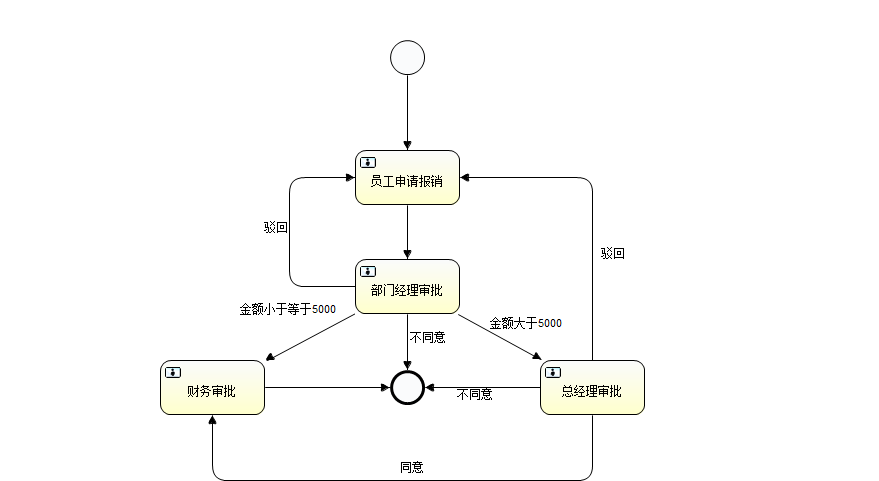 员工申请报销
驳回
驳回
部门经理审批
金额小于等于5000
金额大于5000
不同意
财务审批
不同意
总经理审批
同意